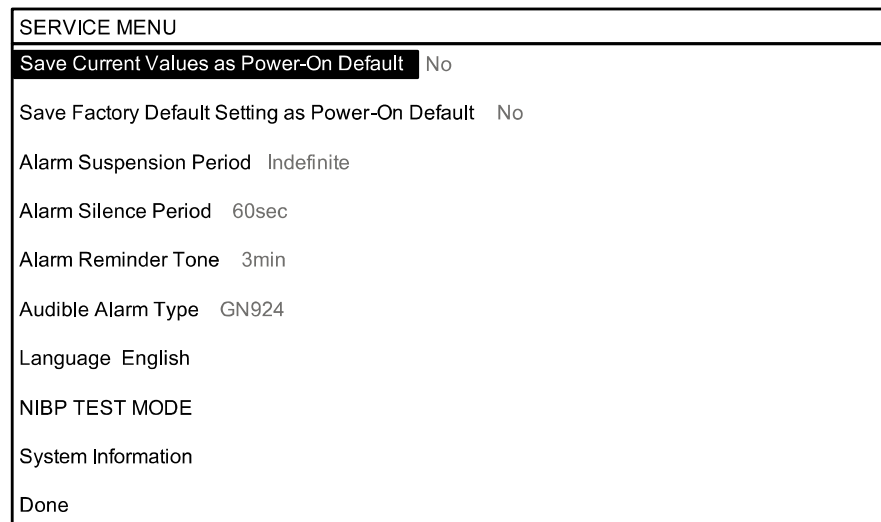 SERVICE MENU
Save Current Values as Power-On Default No
Save Factory Default Setting as Power-On Default No
Alarm Suspension Period Indefinite
Alarm Silence Period 60sec
Alarm Reminder Tone 3min
Audible Alarm Type GN924
Language English
NIBP TEST MODE
System Information
Done